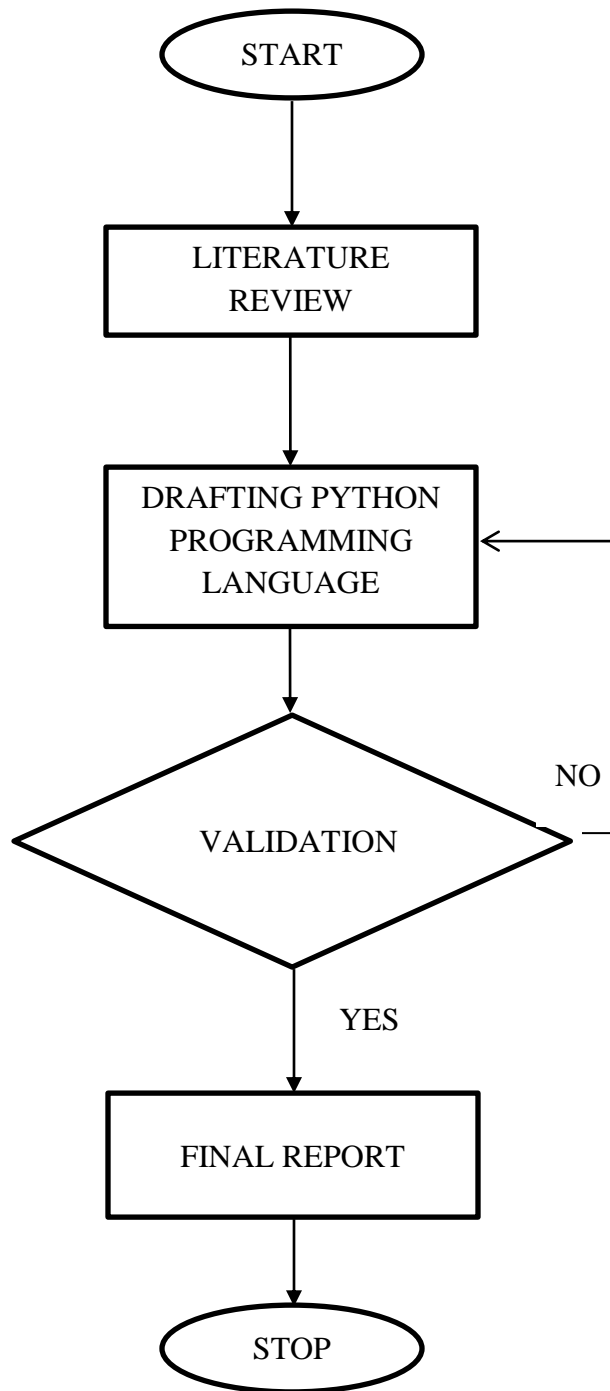 START
LITERATURE
REVIEW
DRAFTING PYTHON
PROGRAMMING
LANGUAGE
NO
VALIDATION
YES
FINAL REPORT
STOP